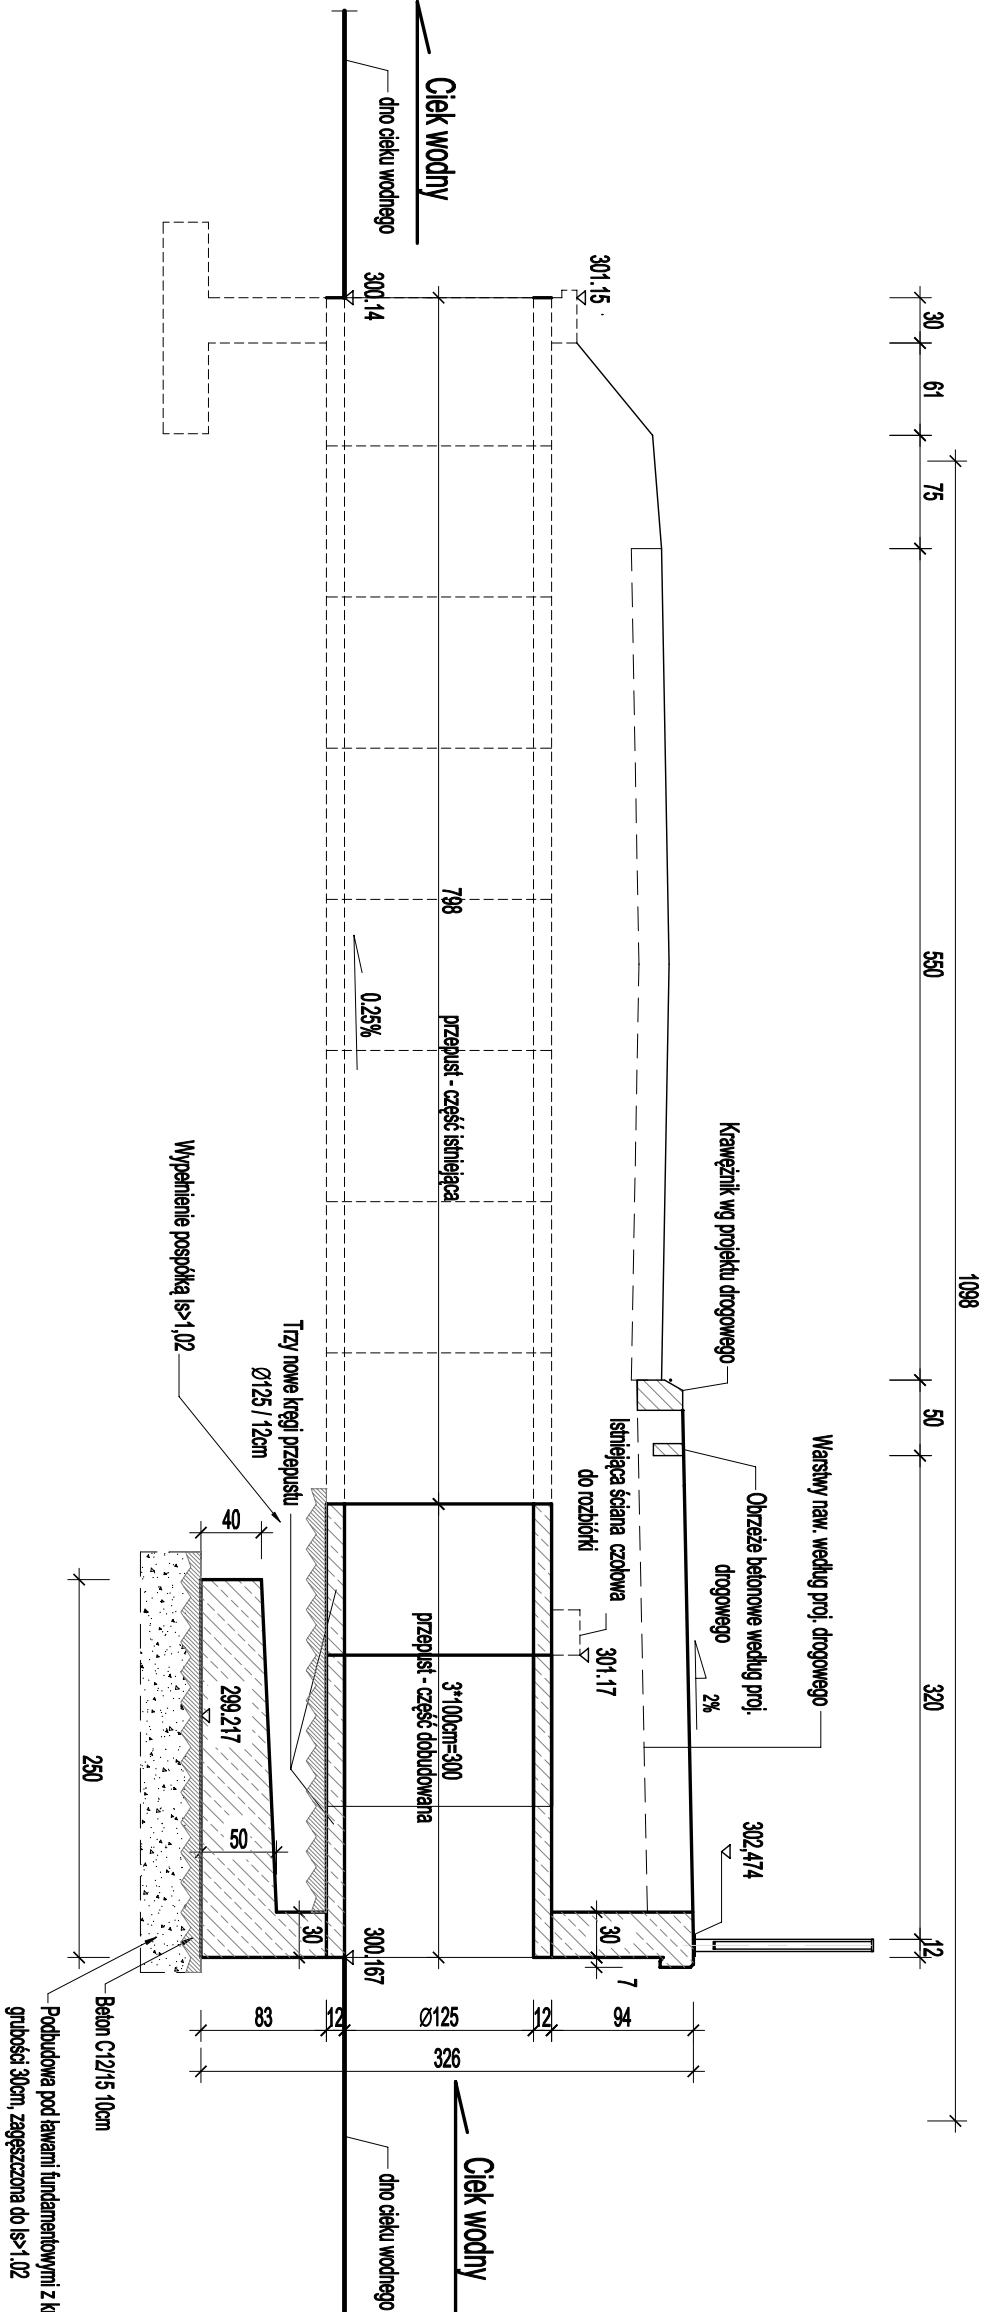 1098
30
61
75
550
50
320
12
301.15
Ciek wodny
dno cieku wodnego
300.14
798
przepust - część istniejąca
0.25%
Krawężnik wg projektu drogowego
Warstwy naw. według proj. drogowego
Obrzeże betonowe według proj.
drogowego
2%
302,474
Istniejąca ściana czołowa
do rozbiórki
301.17
3*100cm=300
przepust - część dobudowana
30
7
300.167
Trzy nowe kręgi przepustu
Ø125 / 12cm
Wypełnienie pospółką Is>1,02
40
50
30
299.217
250
83
12
Ø125
12
94
326
Ciek wodny
dno cieku wodnego
Beton C12/15 10cm
Podbudowa pod ławami fundamentowymi z
grubości 30cm, zagęszczona do Is>1.02